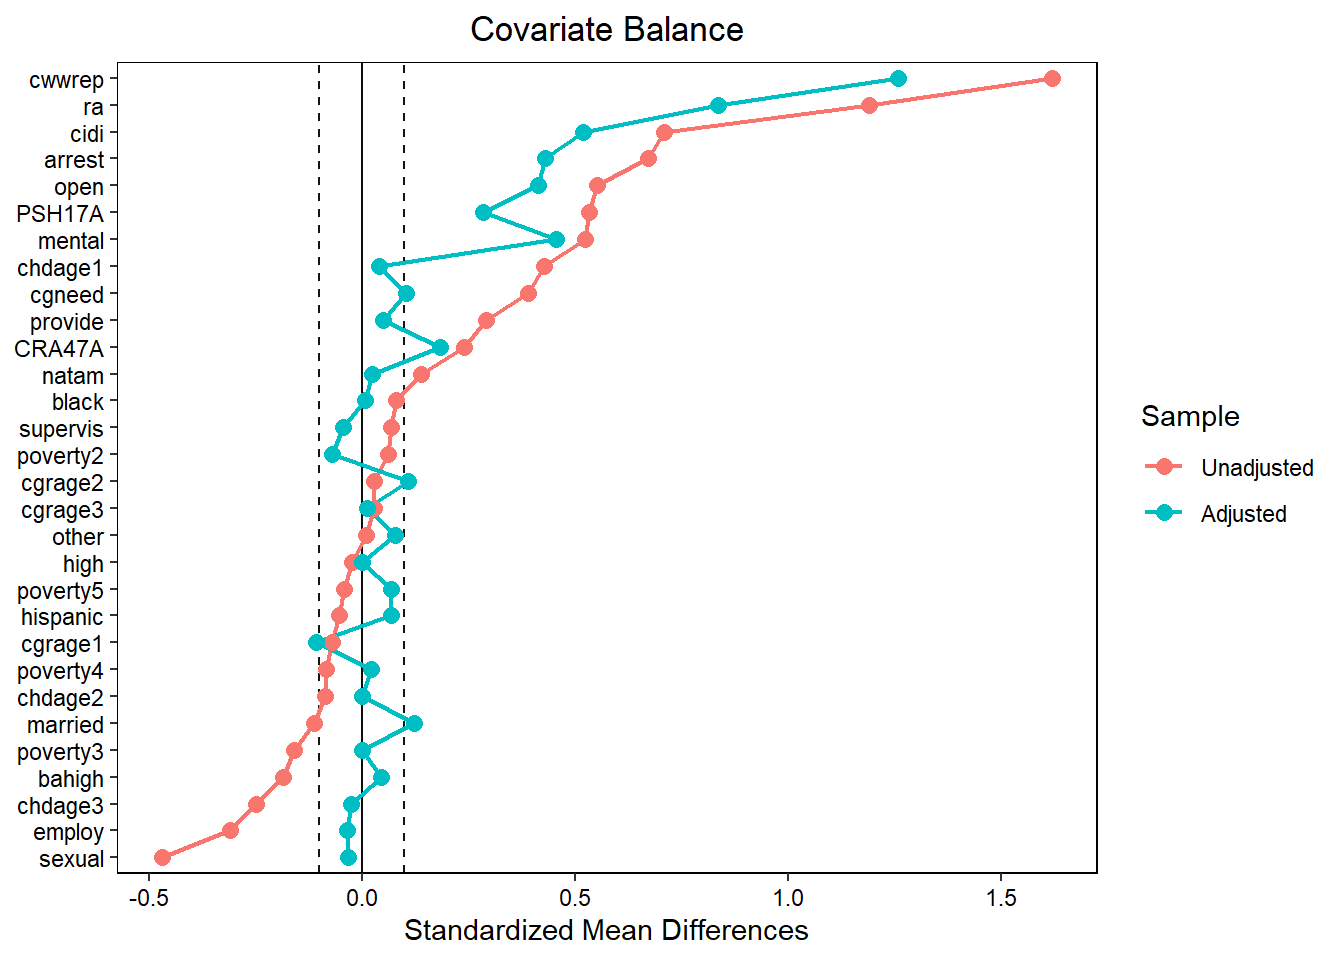 Covariate Balance
cwwrep
ra
cidi
arrest
open
PSH17A
mental
chdage1
cgneed
provide
CRA47A
natam
black
supervis
poverty2
cgrage2
cgrage3
other
high
poverty5
hispanic
cgrage1
poverty4
chdage2
married
poverty3
bahigh
chdage3
employ
sexual
-0.5 0.0 0.5 1.0 1.5
Standardized Mean Differences
Sample
Unadjusted
Adjusted